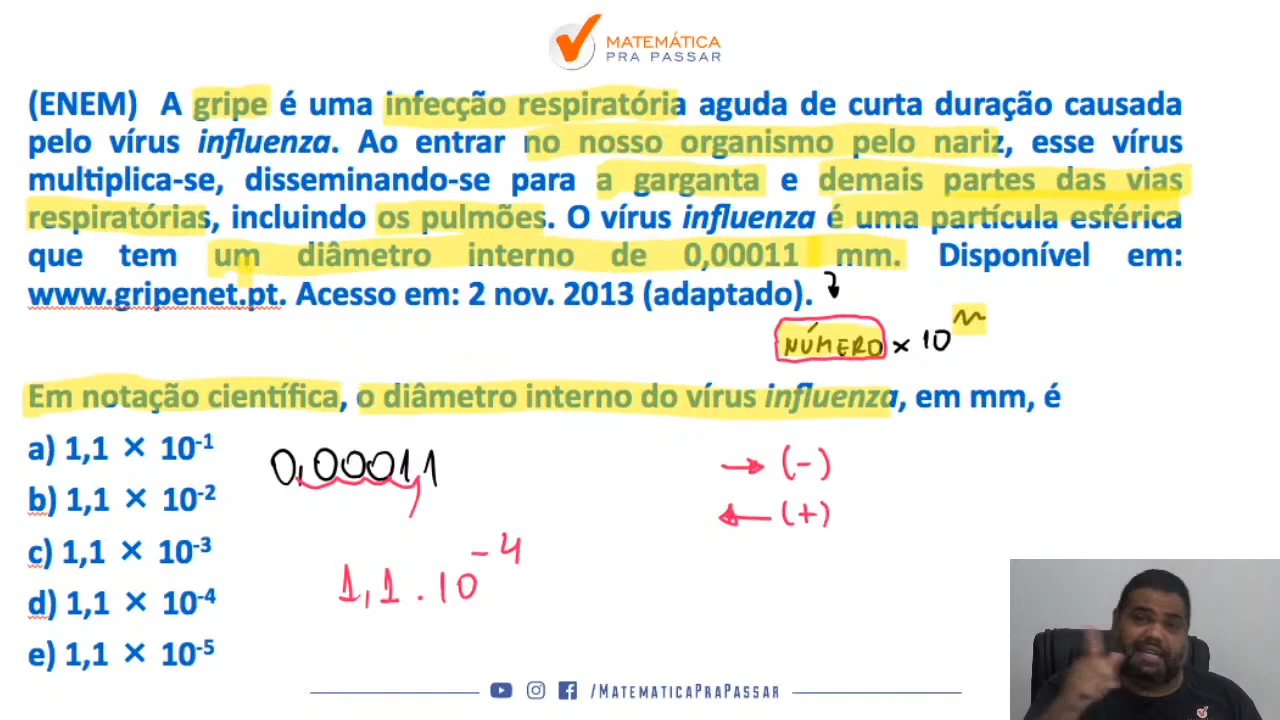 MATEMÁTICA
PRA PASSAR
(ENEM) A gripe é uma infecção respiratória aguda de curta duração causada
pelo vírus influenza. Ao entrar no nosso organismo pelo nariz, esse vírus
multiplica-se, disseminando-se para a garganta e demais partes das vias
respiratórias, incluindo os pulmões. O vírus influenza é uma partícula esférica
que tem um diâmetro interno de 0,00011 mm. Disponível em:
www.gripenet.pt. Acesso em: 2 nov. 2013 (adaptado).
NÚMERO × 10ⁿ
Em notação científica, o diâmetro interno do vírus influenza, em mm, é
a) 1,1 × 10⁻¹
b) 1,1 × 10⁻²
c) 1,1 × 10⁻³
d) 1,1 × 10⁻⁴
e) 1,1 × 10⁻⁵
0,00011
→ (-)
← (+)
1,1 . 10⁻⁴
/MATEMATICAPRAPASSAR